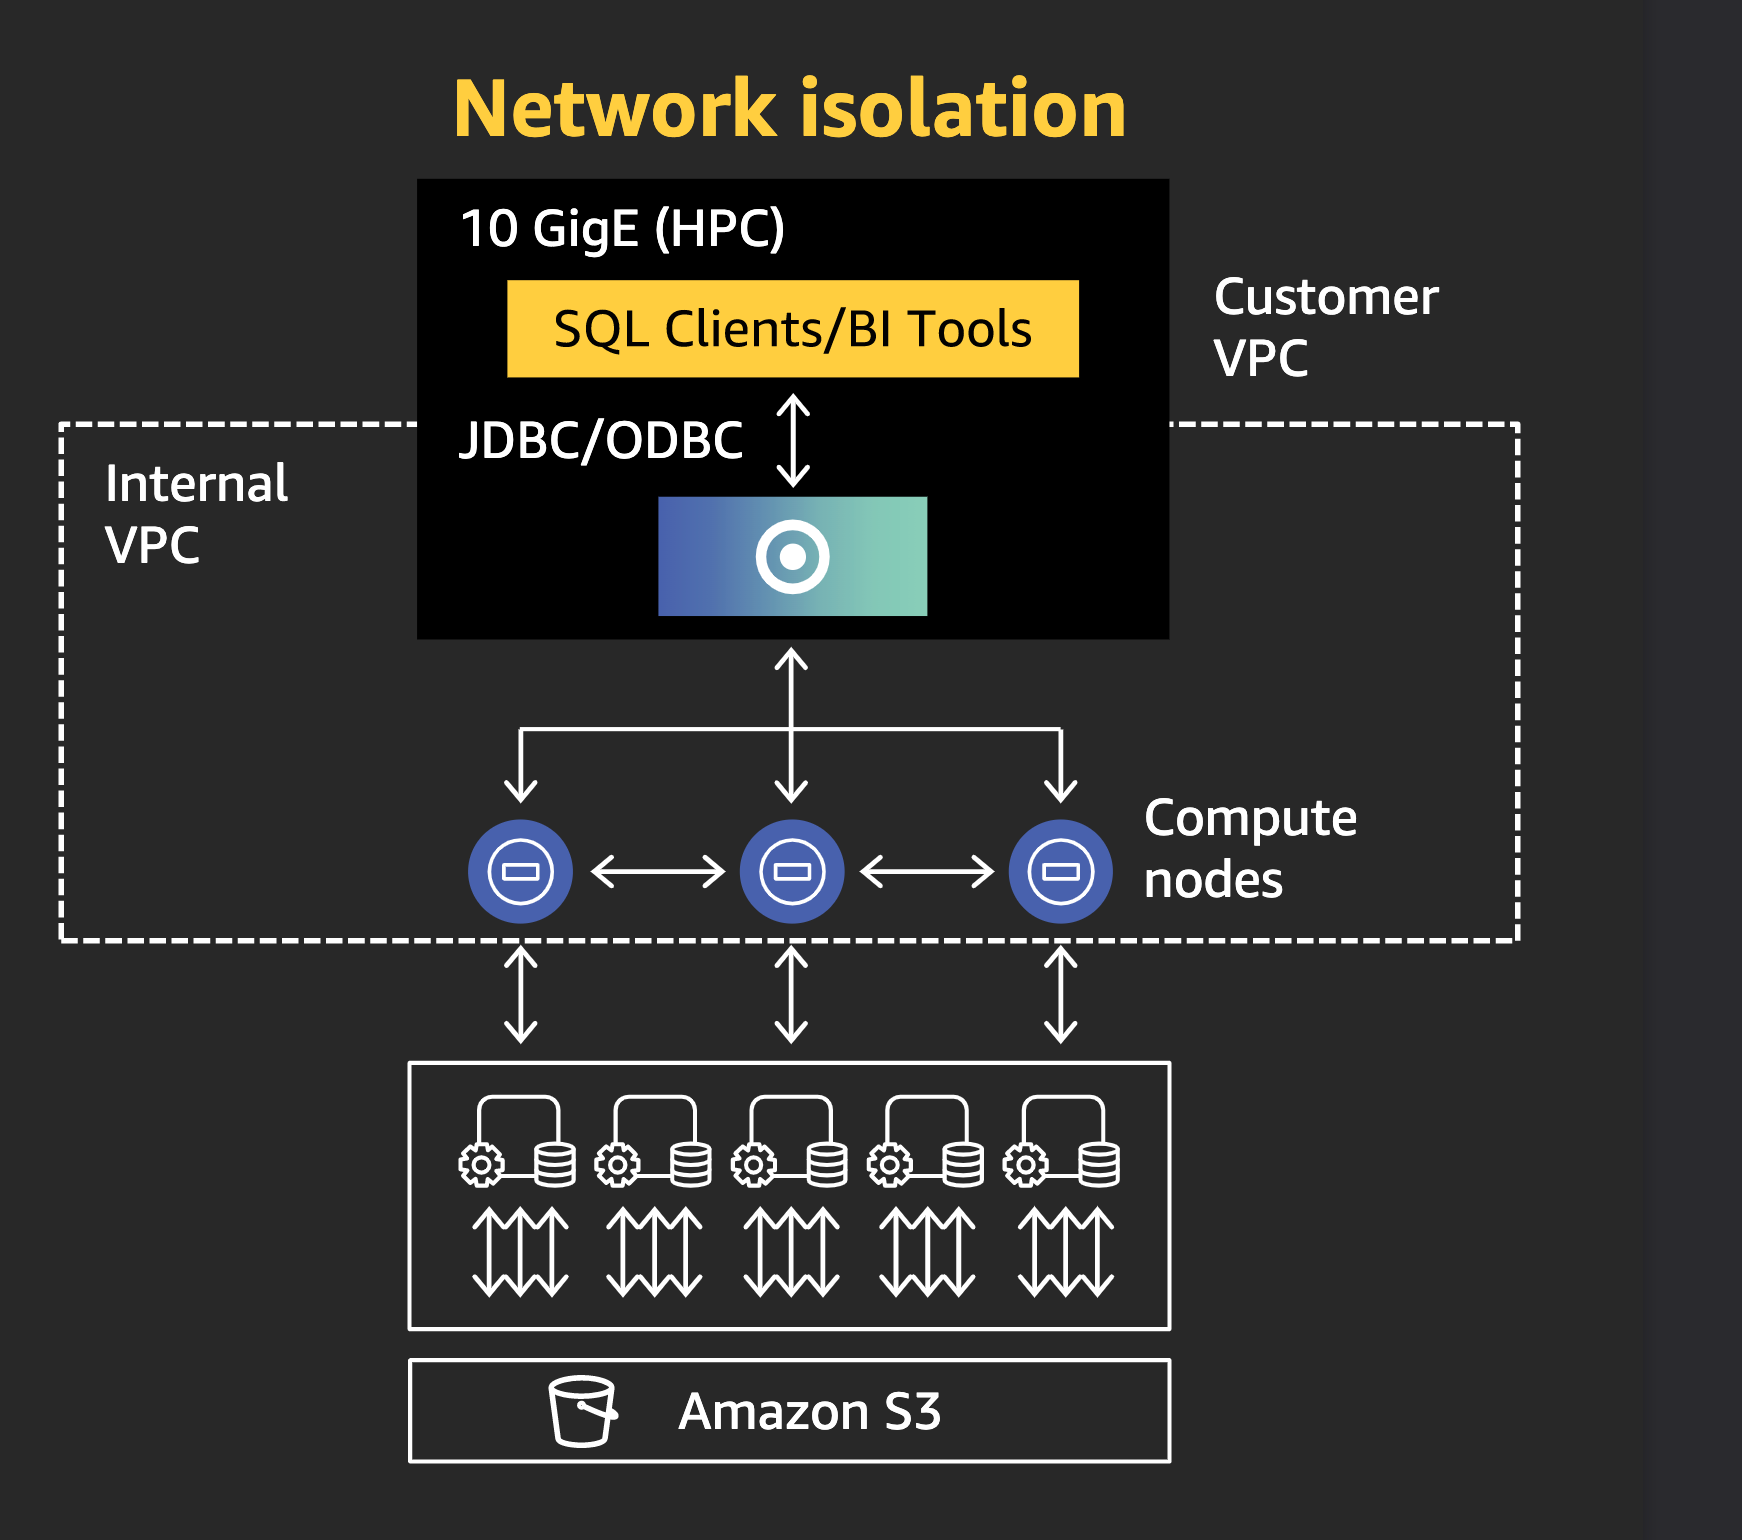 Network isolation
10 GigE (HPC)
SQL Clients/BI Tools
Customer
VPC
JDBC/ODBC
Internal
VPC
Compute
nodes
Amazon S3